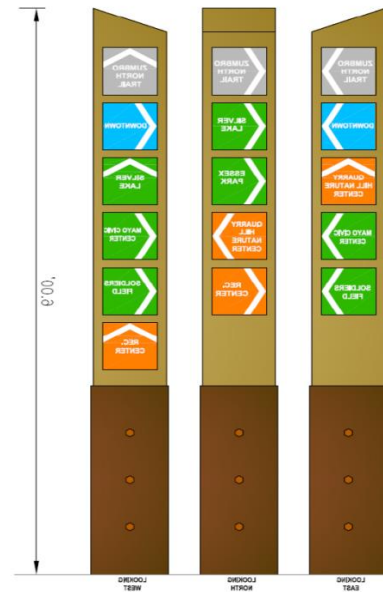 ZUMBRO
NORTH
TRAIL
DOWNTOWN
SILVER
LAKE
MAYO CIVIC
CENTER
SOLDIERS
FIELD
REC.
CENTER
LOOKING
WEST
ZUMBRO
NORTH
TRAIL
SILVER
LAKE
ESSEX
PARK
QUARRY
HILL
NATURE
CENTER
REC.
CENTER
LOOKING
NORTH
ZUMBRO
NORTH
TRAIL
DOWNTOWN
QUARRY
HILL NATURE
CENTER
MAYO CIVIC
CENTER
SOLDIERS
FIELD
LOOKING
EAST
6.00'